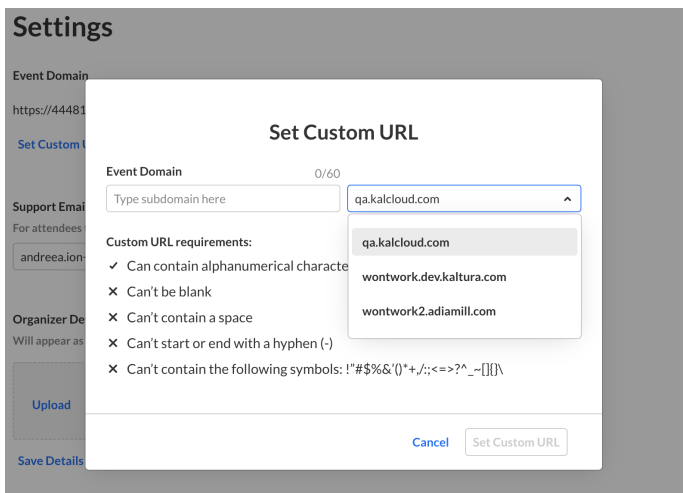 Settings
Event Domain
https://44481
Set Custom
Set Custom URL
Event Domain 0/60
Type subdomain here qa.kalcloud.com
qa.kalcloud.com
wontwork.dev.kaltura.com
wontwork2.adiamill.com
Custom URL requirements:
✓ Can contain alphanumerical characte
✕ Can't be blank
✕ Can't contain a space
✕ Can't start or end with a hyphen (-)
✕ Can't contain the following symbols: !"#$%&'()*+,/:;<=>?^_~[]{}\
Cancel Set Custom URL
Support Emai
For attendees
andreea.ion-
Organizer De
Will appear as
Upload
Save Details